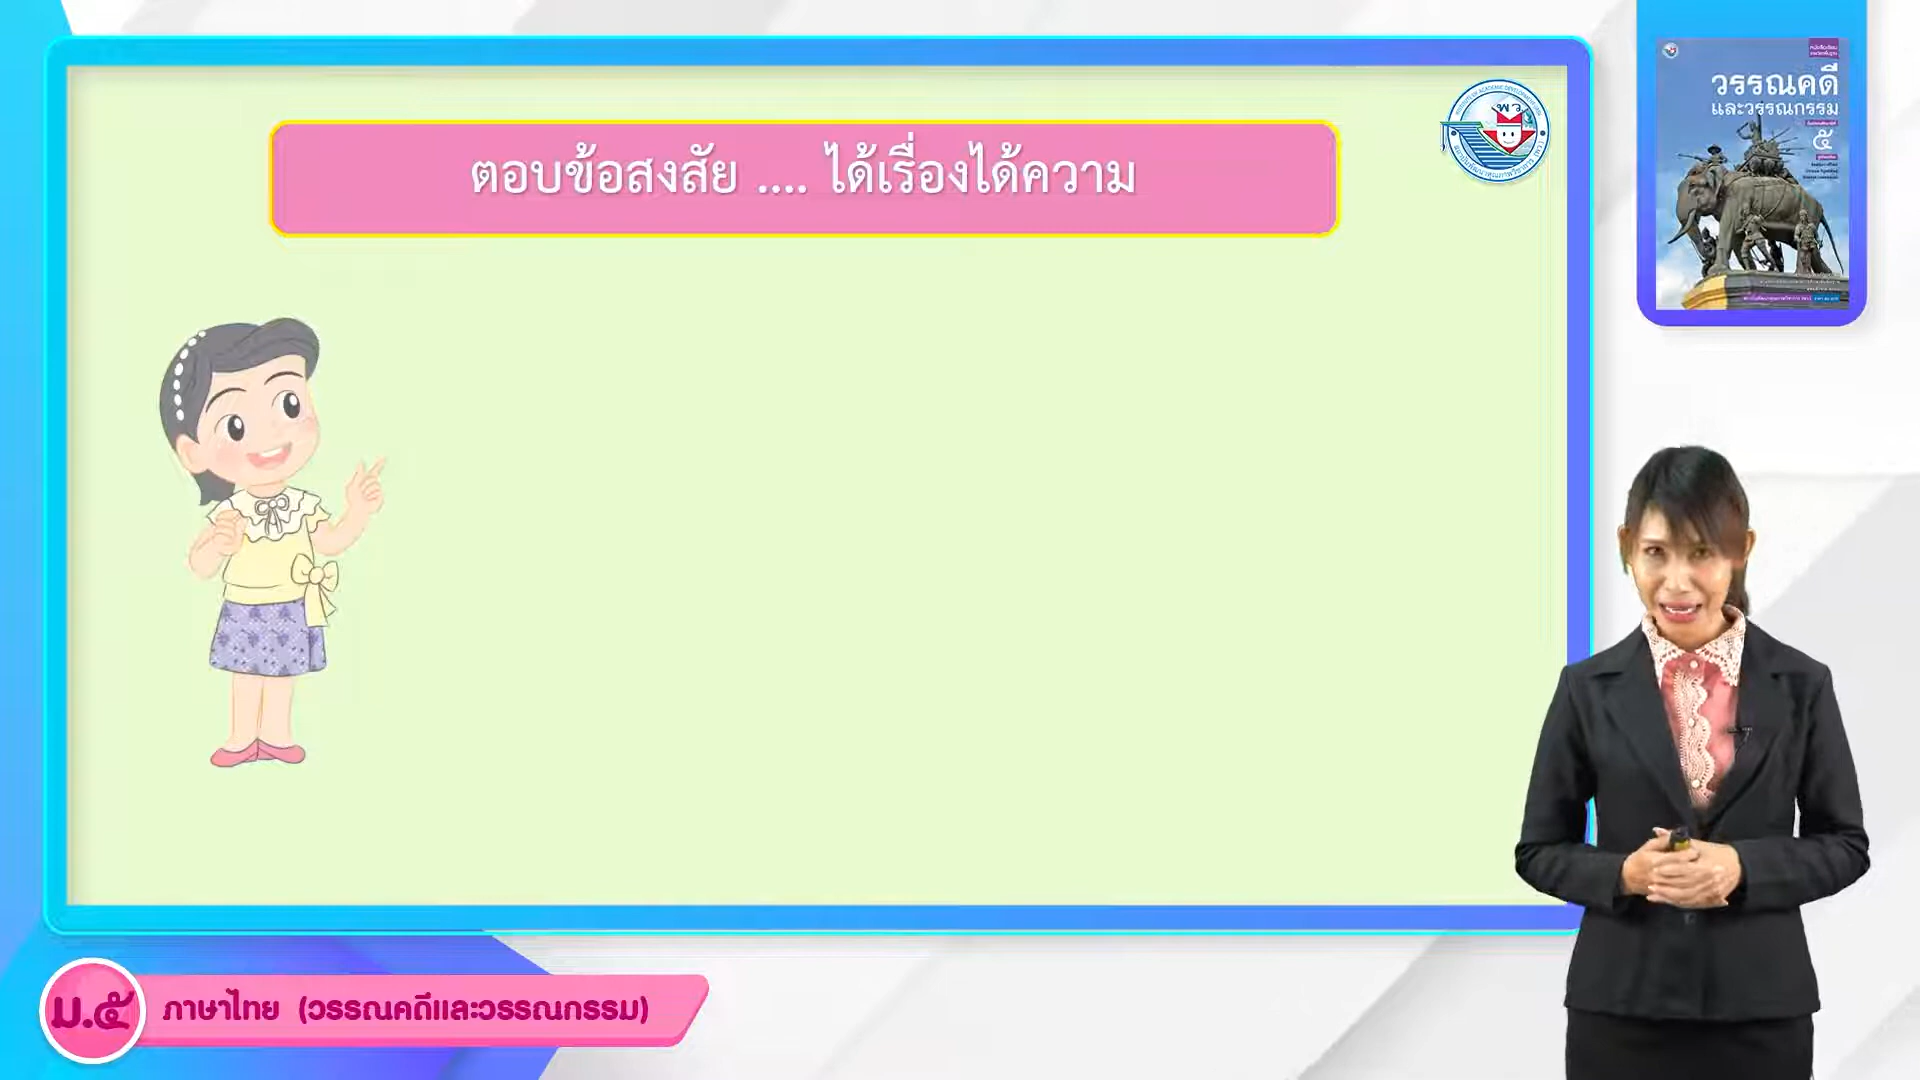 ตอบข้อสงสัย .... ได้เรื่องได้ความ
พว.
วรรณคดี
และวรรณกรรม
๕
ม.๕ ภาษาไทย (วรรณคดีและวรรณกรรม)